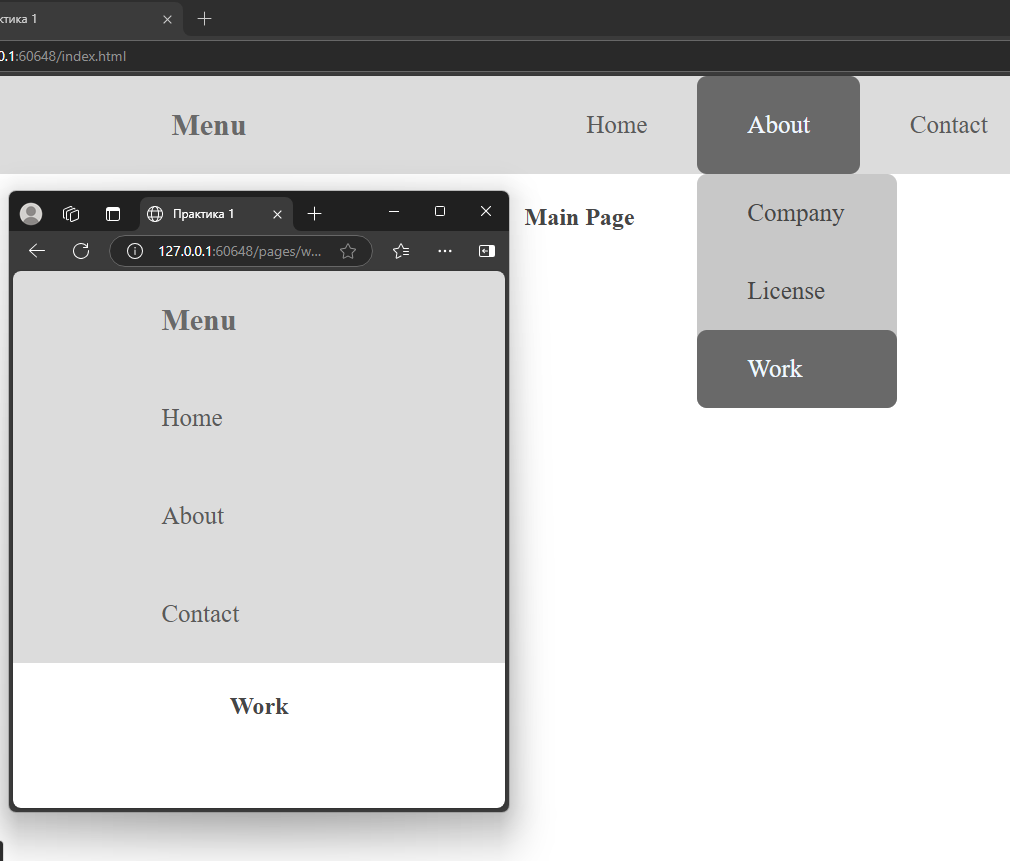 ктика 1
0.1:60648/index.html
Menu Home About Contact
Main Page
Company
License
Work
Практика 1
127.0.0.1:60648/pages/w...
Menu
Home
About
Contact
Work